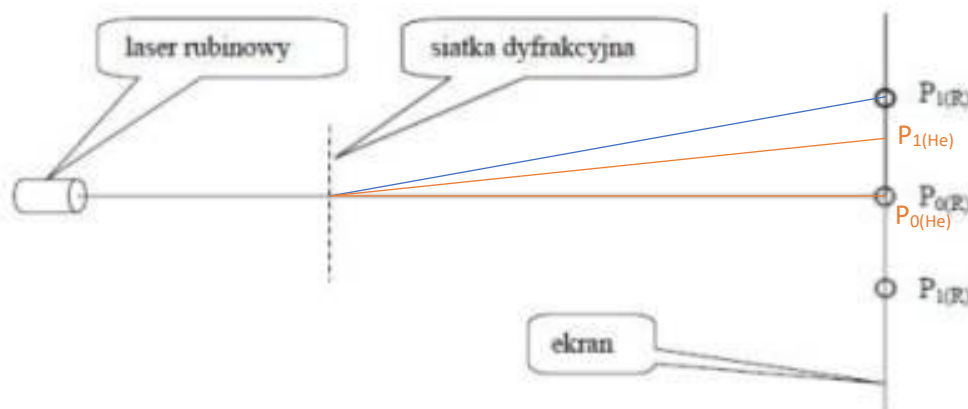 laser rubinowy
siatka dyfrakcyjna
P1(R)
P1(He)
P0(R)
P0(He)
P1(R)
ekran